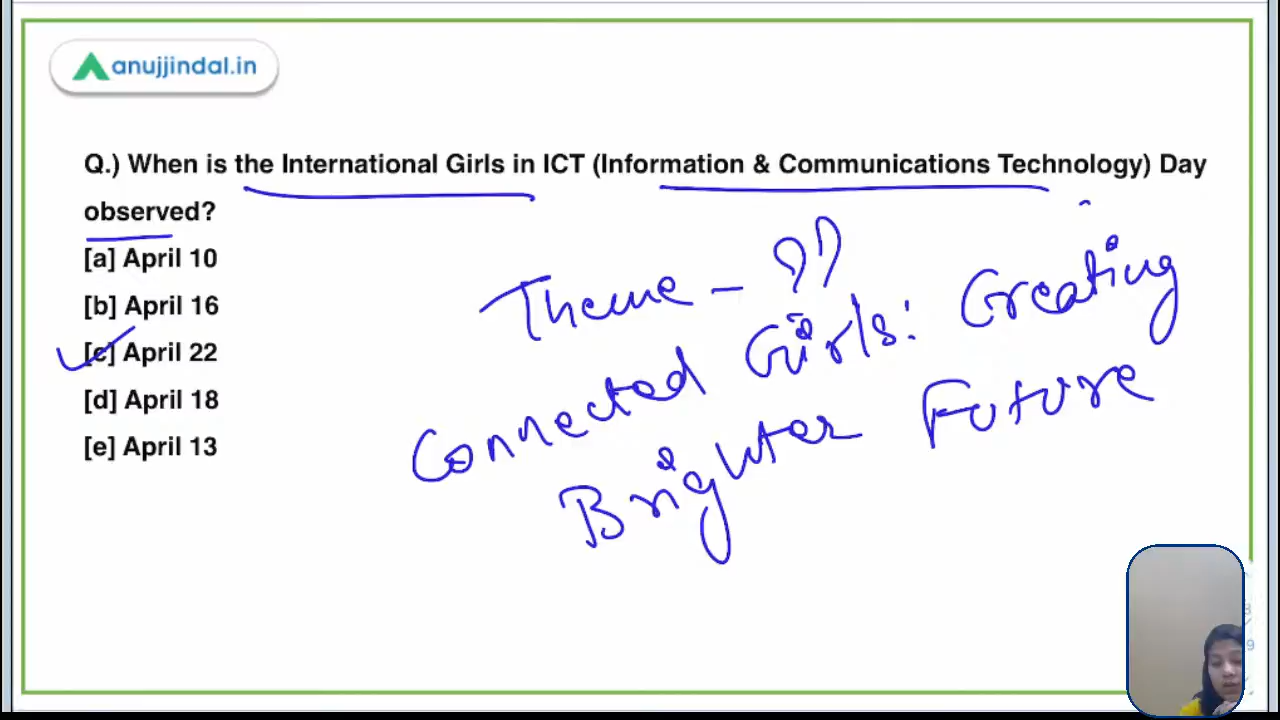 anujjindal.in
Q.) When is the International Girls in ICT (Information & Communications Technology) Day
observed?
[a] April 10
[b] April 16
[c] April 22
[d] April 18
[e] April 13
Theme - ??
Connected Girls: Creating
Brighter Future